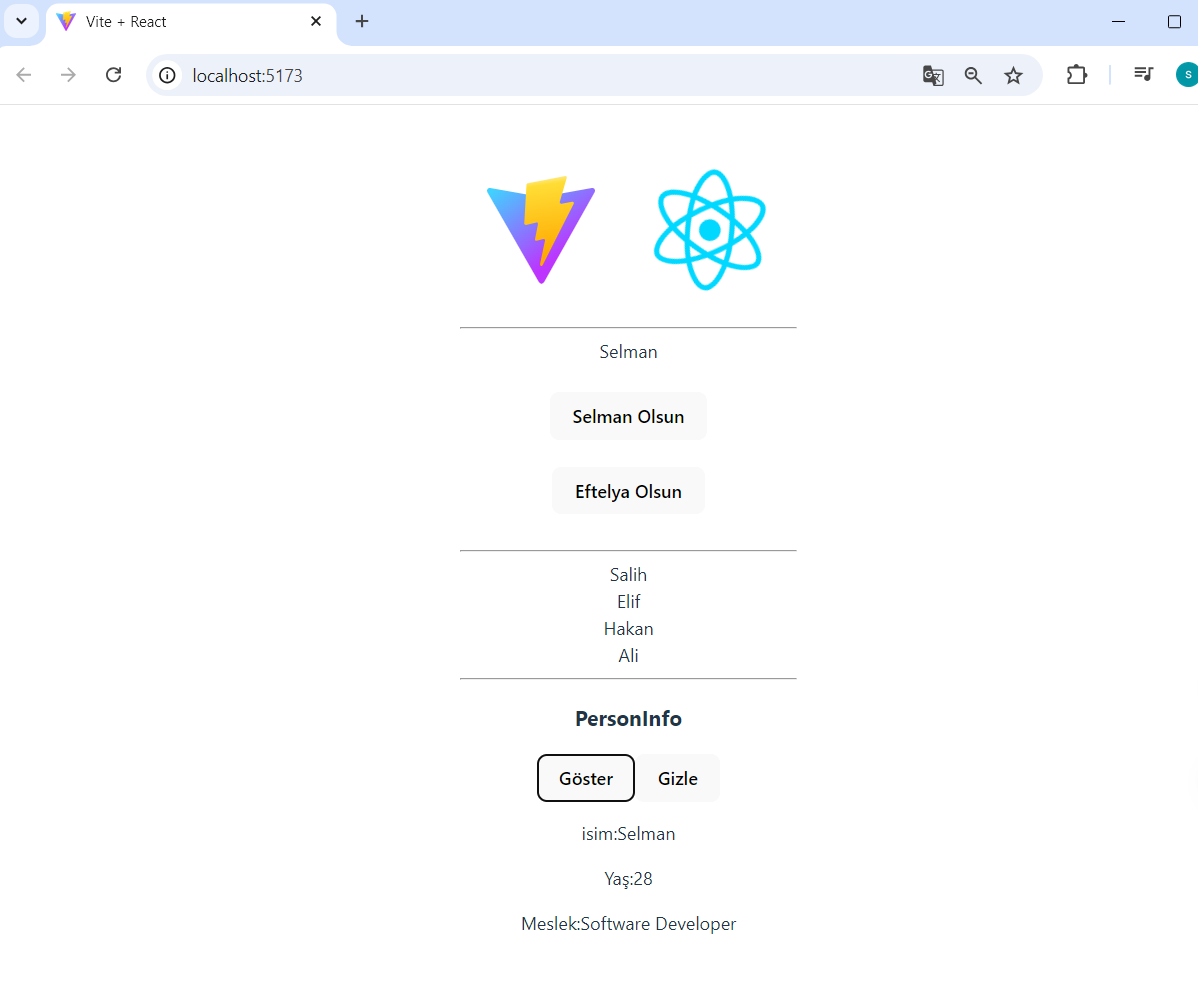 Vite + React
localhost:5173
S
Selman
Selman Olsun
Eftelya Olsun
Salih
Elif
Hakan
Ali
PersonInfo
Göster Gizle
isim:Selman
Yaş:28
Meslek:Software Developer